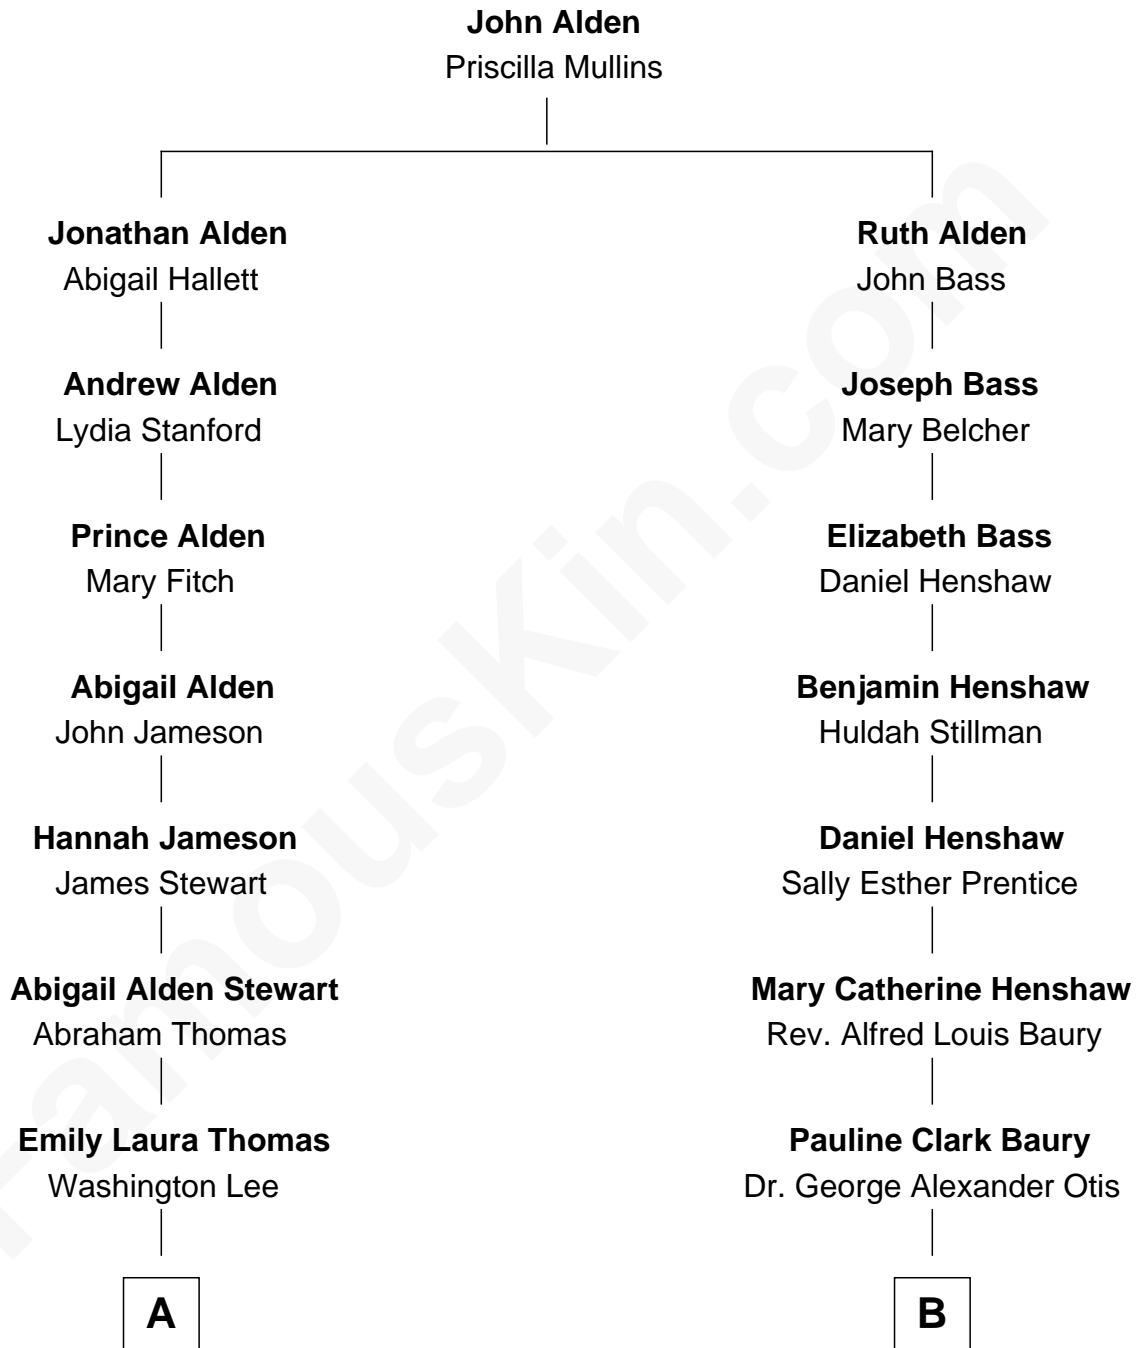 John Alden
Priscilla Mullins
Jonathan Alden
Abigail Hallett
Ruth Alden
John Bass
Andrew Alden
Lydia Stanford
Joseph Bass
Mary Belcher
Prince Alden
Mary Fitch
Elizabeth Bass
Daniel Henshaw
Abigail Alden
John Jameson
Benjamin Henshaw
Huldah Stillman
Hannah Jameson
James Stewart
Daniel Henshaw
Sally Esther Prentice
Abigail Alden Stewart
Abraham Thomas
Mary Catherine Henshaw
Rev. Alfred Louis Baury
Emily Laura Thomas
Washington Lee
Pauline Clark Baury
Dr. George Alexander Otis
A
B
FamousKin.com